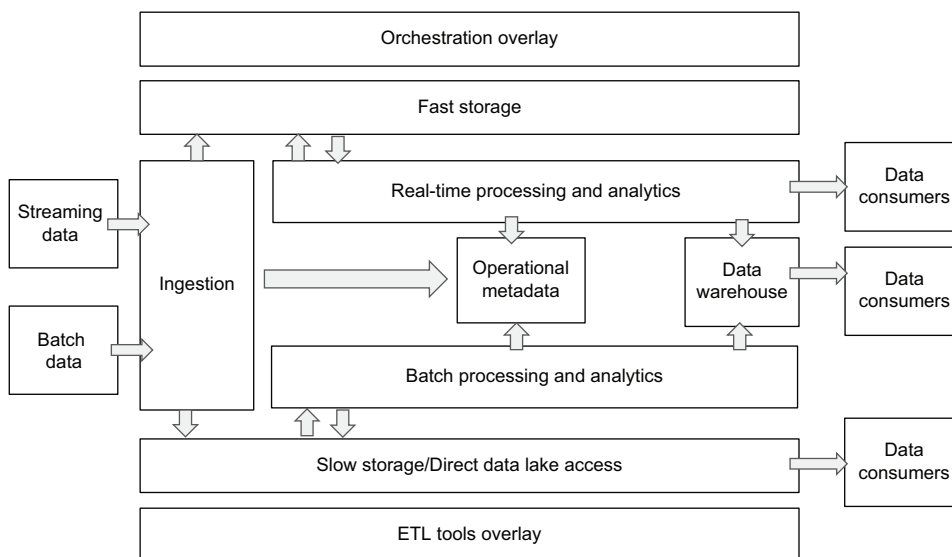 Orchestration overlay
Fast storage
Real-time processing and analytics
Data
consumers
Streaming
data
Ingestion
Operational
metadata
Data
warehouse
Data
consumers
Batch
data
Batch processing and analytics
Slow storage/Direct data lake access
Data
consumers
ETL tools overlay